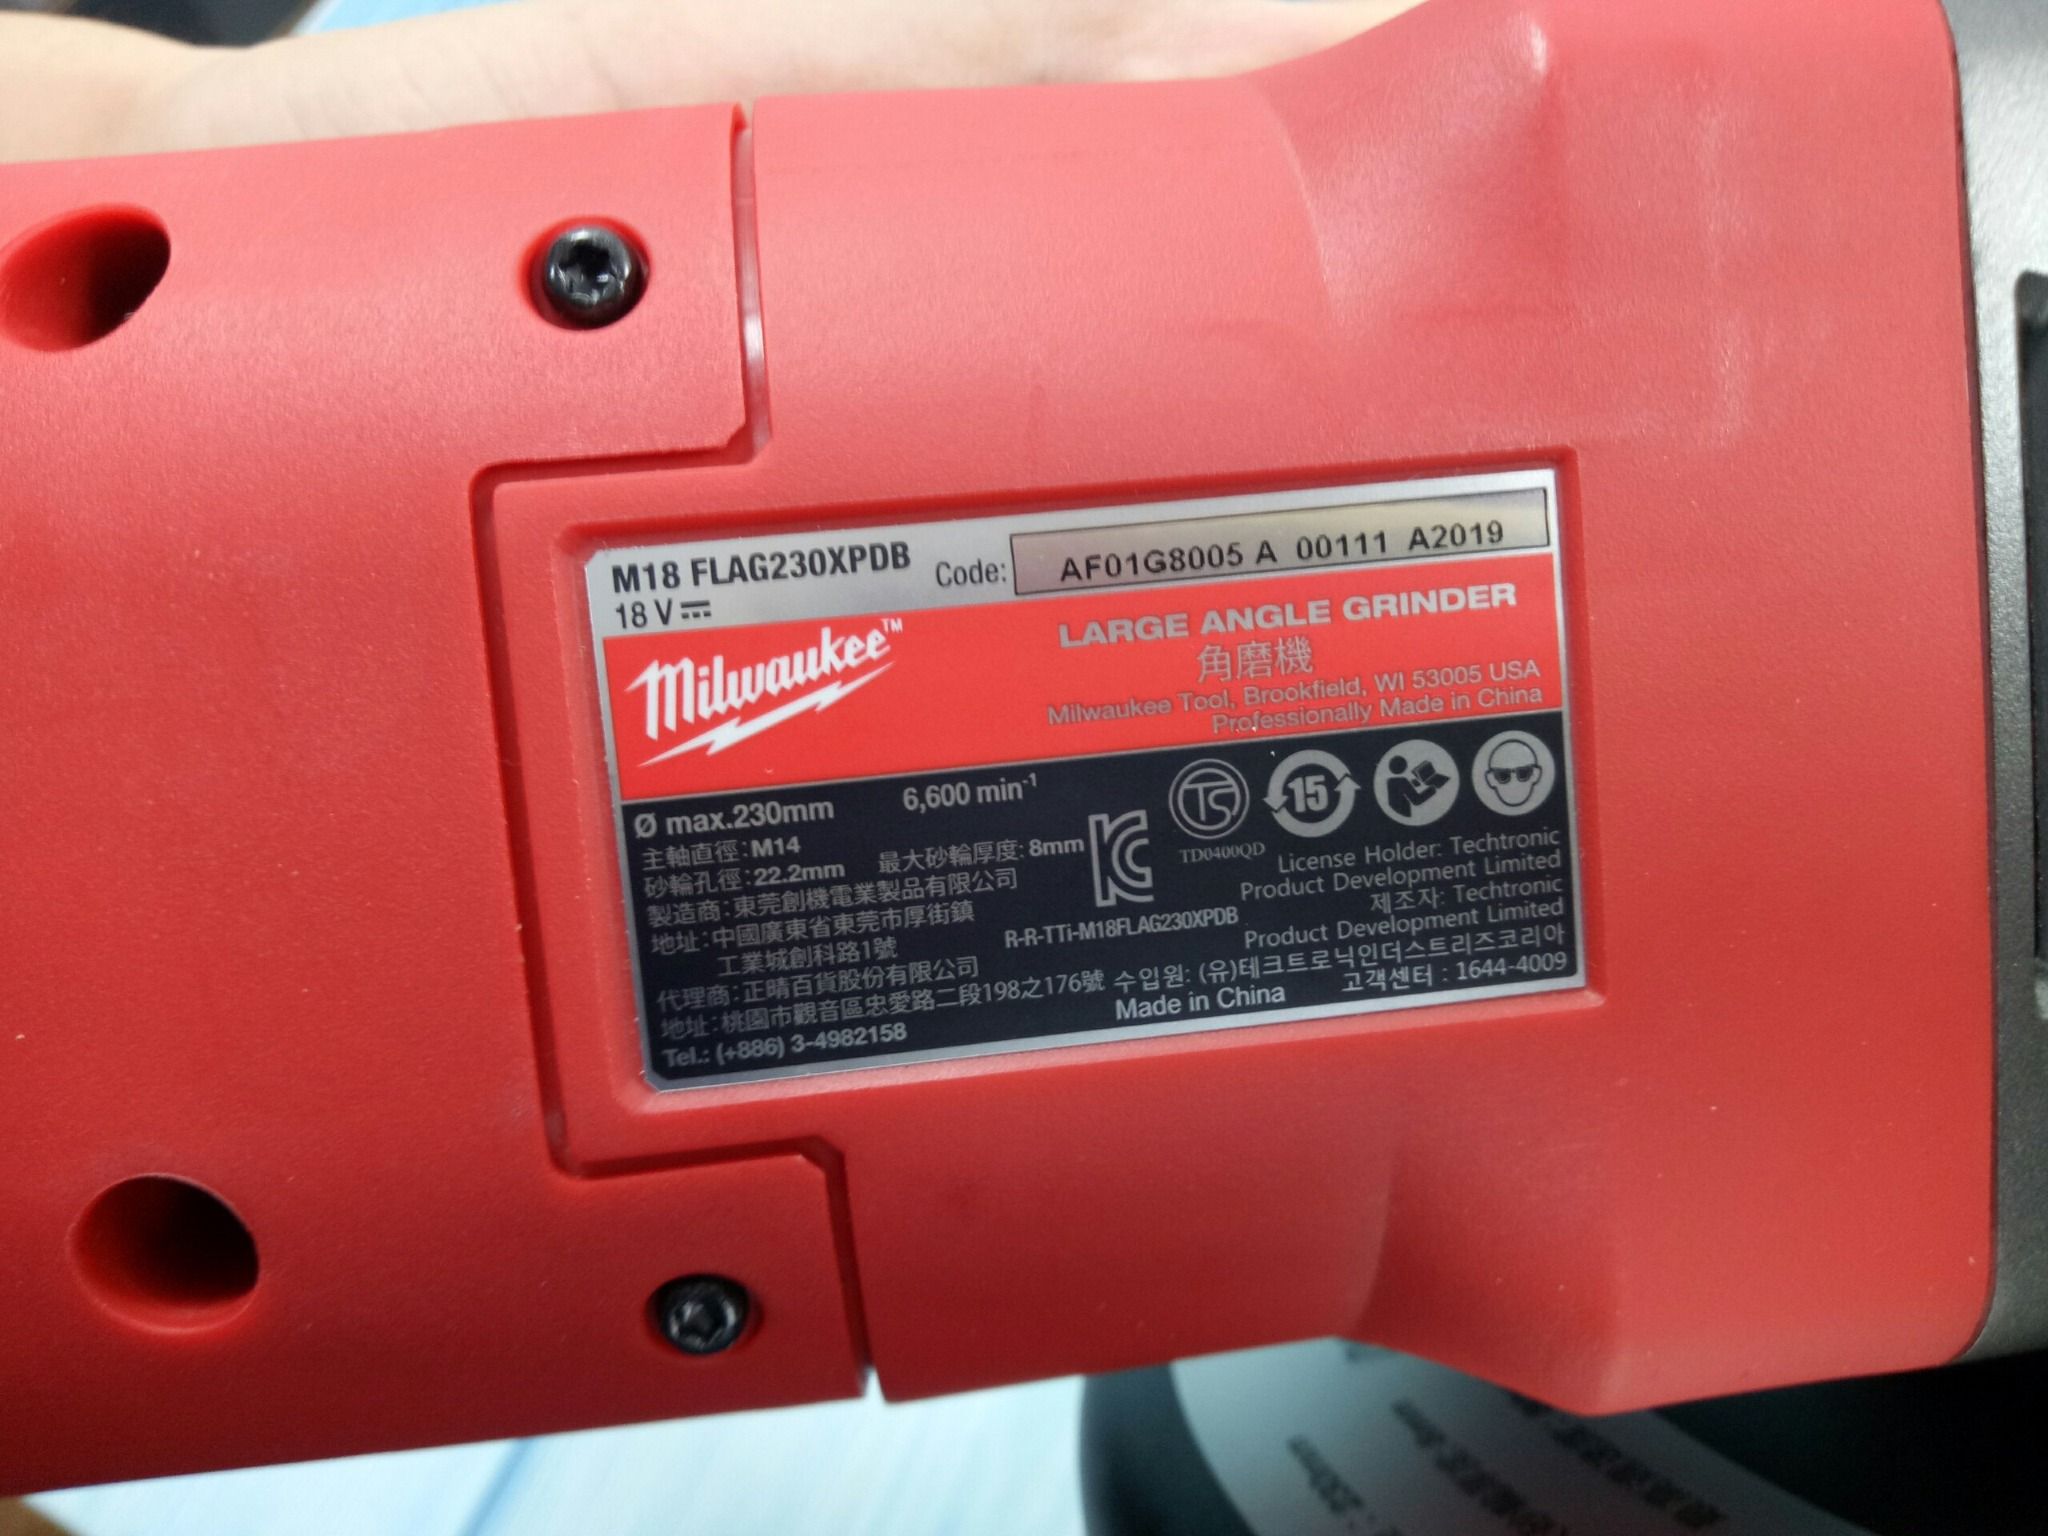 M18 FLAG230XPDB
18 V
Code: AF01G8005 A 00111 A2019
Milwaukee™
LARGE ANGLE GRINDER
角磨機
Milwaukee Tool, Brookfield, WI 53005 USA
Professionally Made in China
Ø max.230mm 6,600 min⁻¹
主軸直徑：M14
砂輪孔徑：22.2mm 最大砂輪厚度：8mm
製造商：東莞創機電業製品有限公司
地址：中國廣東省東莞市厚街鎮
工業城創科路1號
代理商：正晴百貨股份有限公司
地址：桃園市觀音區忠愛路二段198之176號
Tel.: (+886) 3-4982158
TS
TD0400QD
15
KC
R-R-TTi-M18FLAG230XPDB
License Holder: Techtronic
Product Development Limited
제조자: Techtronic
Product Development Limited
수입원: (유)테크트로닉인더스트리즈코리아
Made in China
고객센터 : 1644-4009